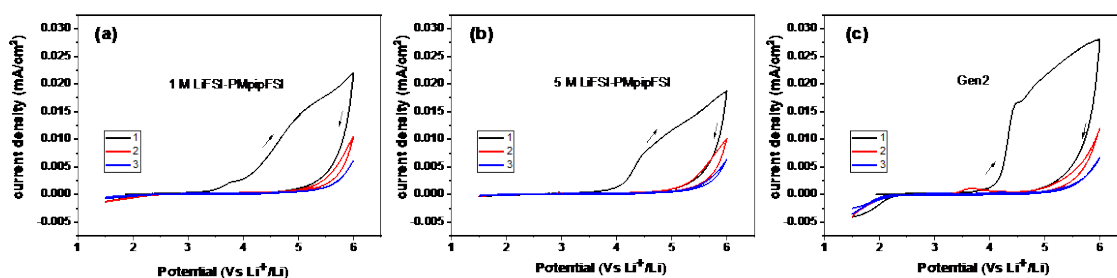 (a)
1 M LiFSI-PMpipFSI
1
2
3
0.030
0.025
0.020
0.015
0.010
0.005
0.000
-0.005
current density (mA/cm²)
1 2 3 4 5 6
Potential (Vs Li⁺/Li)
(b)
5 M LiFSI-PMpipFSI
1
2
3
0.030
0.025
0.020
0.015
0.010
0.005
0.000
-0.005
current density (mA/cm²)
1 2 3 4 5 6
Potential (Vs Li⁺/Li)
(c)
Gen2
1
2
3
0.030
0.025
0.020
0.015
0.010
0.005
0.000
-0.005
current density (mA/cm²)
1 2 3 4 5 6
Potential (Vs Li⁺/Li)